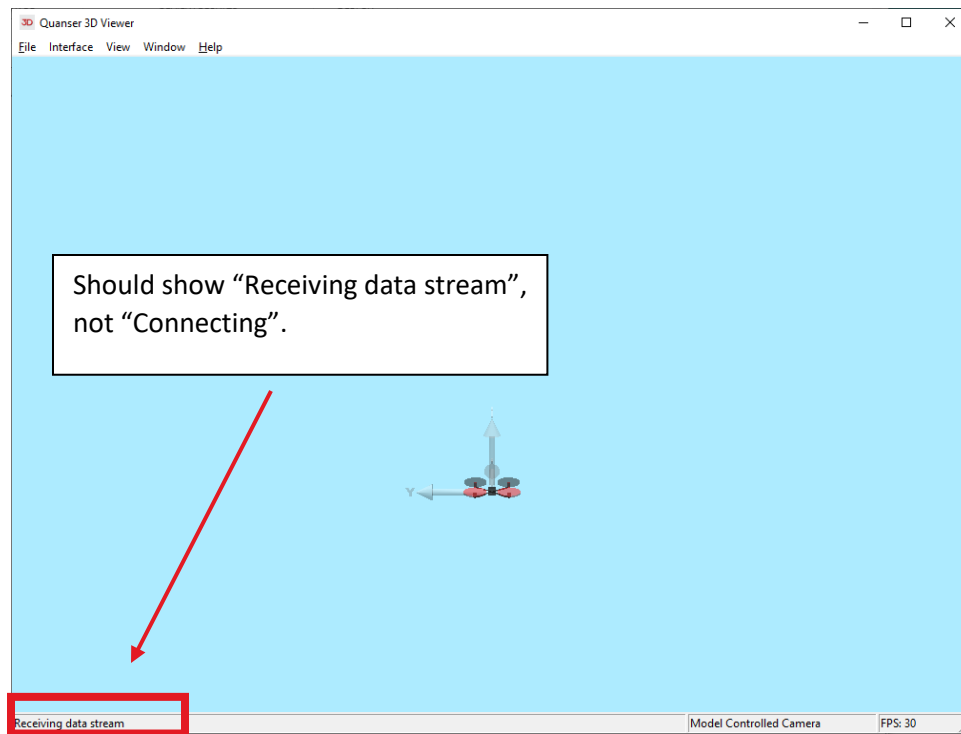 3D Quanser 3D Viewer
File Interface View Window Help
Should show “Receiving data stream”,
not “Connecting”.
Y
Receiving data stream Model Controlled Camera FPS: 30